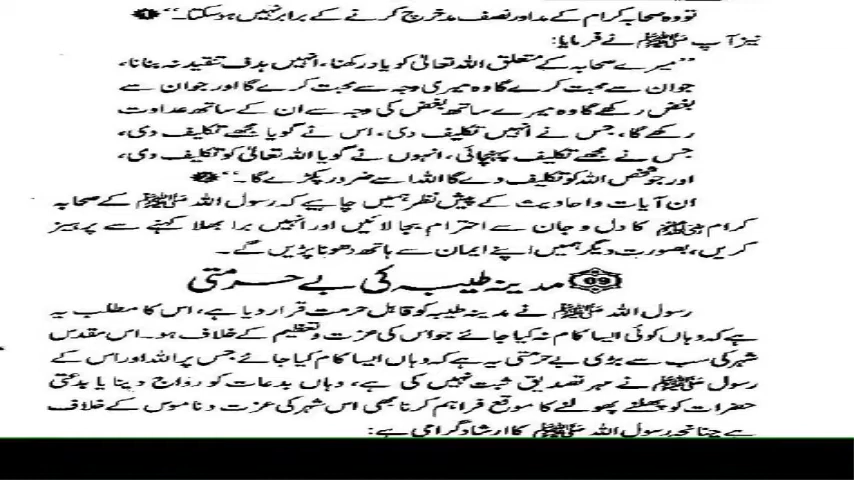 تو وہ صحابہ کرام کے مد اور نصف مد خرچ کرنے کے برابر نہیں ہو سکتا۔“ 1
نیز آپ ﷺ نے فرمایا:
”میرے صحابہ کے متعلق اللہ تعالیٰ کو یاد رکھنا، انہیں ہدف تنقید نہ بنانا،
جو ان سے محبت کرے گا وہ میری وجہ سے محبت کرے گا اور جو ان سے
بغض رکھے گا وہ میرے ساتھ بغض کی وجہ سے ان کے ساتھ عداوت
رکھے گا، جس نے انہیں تکلیف دی، اس نے گویا مجھے تکلیف دی،
جس نے مجھے تکلیف پہنچائی، انہوں نے گویا اللہ تعالیٰ کو تکلیف دی،
اور جو شخص اللہ کو تکلیف دے گا اللہ اسے ضرور پکڑے گا۔“ 2
ان آیات و احادیث کے پیش نظر ہمیں چاہیے کہ رسول اللہ ﷺ کے صحابہ
کرام کا دل و جان سے احترام بجا لائیں اور انہیں برا بھلا کہنے سے پرہیز
کریں، بصورت دیگر ہمیں اپنے ایمان سے ہاتھ دھونا پڑیں گے۔
09 مدینہ طیبہ کی بے حرمتی
رسول اللہ ﷺ نے مدینہ طیبہ کو قابل حرمت قرار دیا ہے، اس کا مطلب یہ
ہے کہ وہاں کوئی ایسا کام نہ کیا جائے جو اس کی عزت و تعظیم کے خلاف ہو۔ اس مقدس
شہر کی سب سے بڑی بے حرمتی یہ ہے کہ وہاں ایسا کام کیا جائے جس پر اللہ اور اس کے
رسول ﷺ نے مہر تصدیق ثبت نہیں کی ہے، وہاں بدعات کو رواج دینا یا بدعتی
حضرات کو پھلنے پھولنے کا موقع فراہم کرنا بھی اس شہر کی عزت و ناموس کے خلاف
ہے چنانچہ رسول اللہ ﷺ کا ارشاد گرامی ہے: